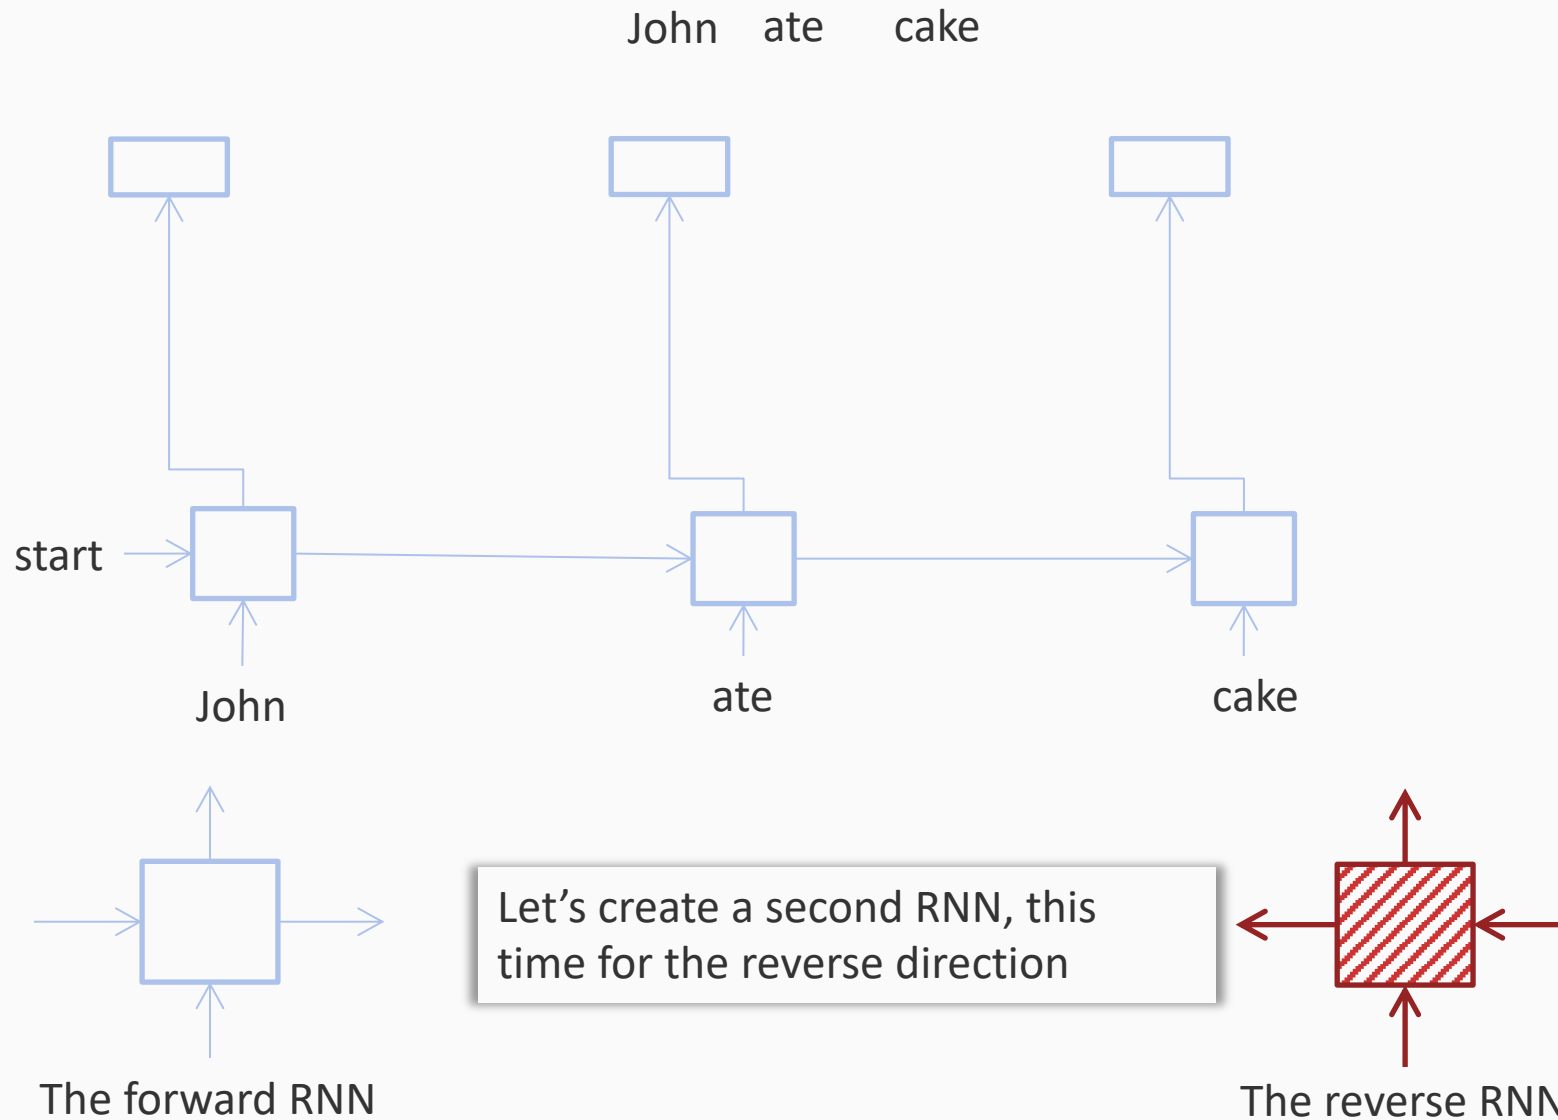 John ate cake
start
John ate cake
Let’s create a second RNN, this
time for the reverse direction
The forward RNN
The reverse RNN